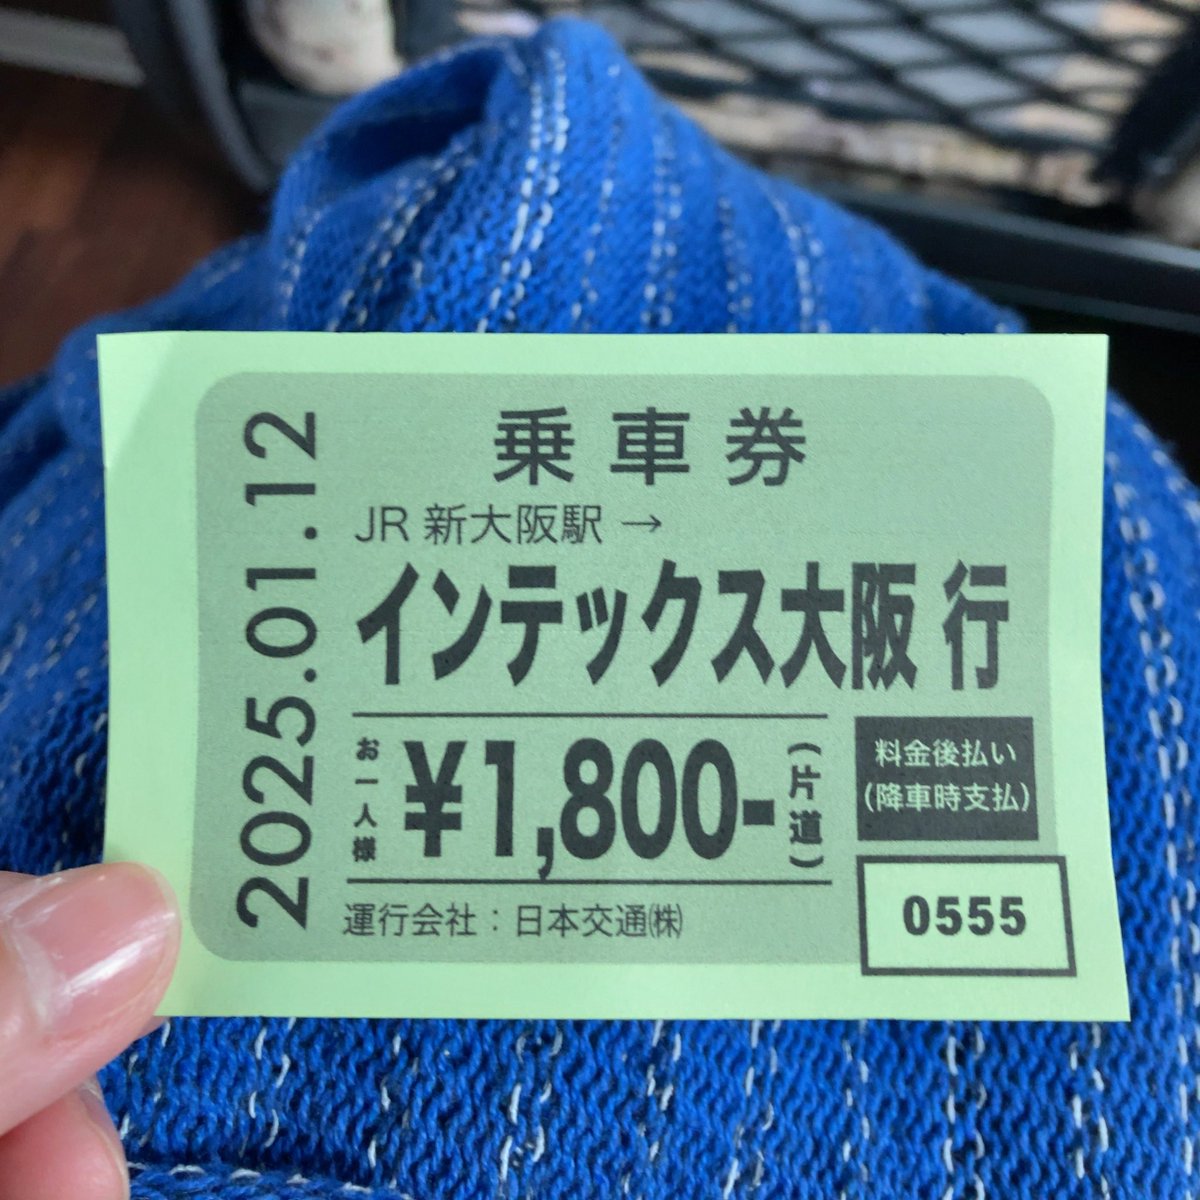 2025.01.12
乗車券
JR 新大阪駅 →
インテックス大阪 行
お一人様
¥1,800-
(片道)
料金後払い
(降車時支払)
運行会社：日本交通㈱
0555